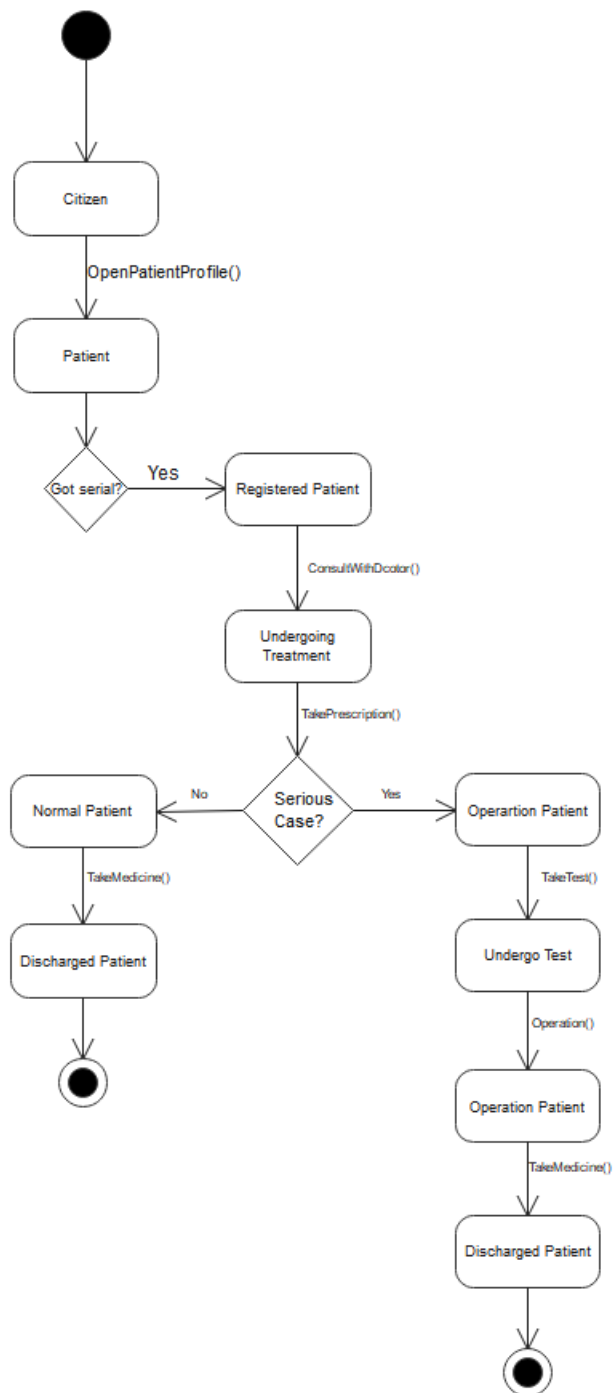 Citizen
OpenPatientProfile()
Patient
Got serial?
Yes
Registered Patient
ConsultWithDcotor()
Undergoing
Treatment
TakePrescription()
Serious
Case?
No
Yes
Normal Patient
Operartion Patient
TakeMedicine()
TakeTest()
Discharged Patient
Undergo Test
Operation()
Operation Patient
TakeMedicine()
Discharged Patient